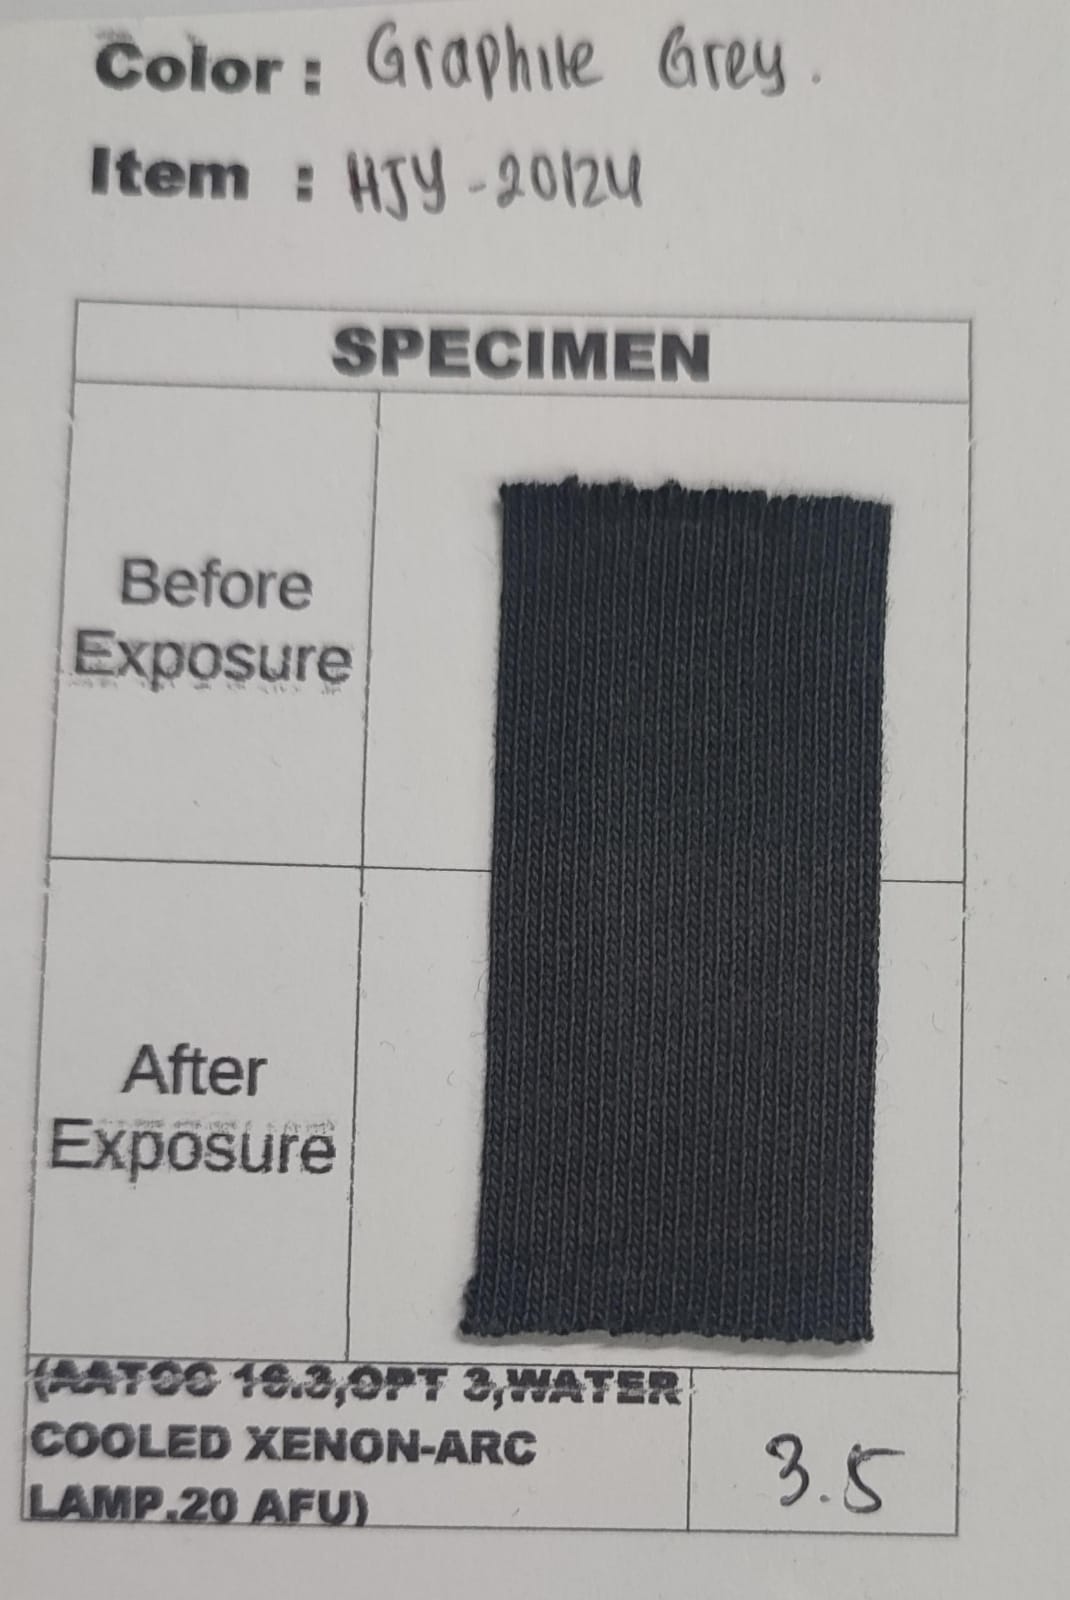 Color : Graphite Grey.
Item : HJY-20124
SPECIMEN
Before
Exposure
After
Exposure
(AATCC 16.3,OPT 3,WATER
COOLED XENON-ARC
LAMP.20 AFU)
3.5